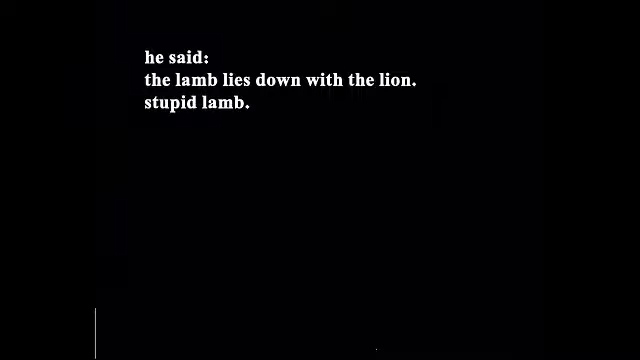 he said:
the lamb lies down with the lion.
stupid lamb.